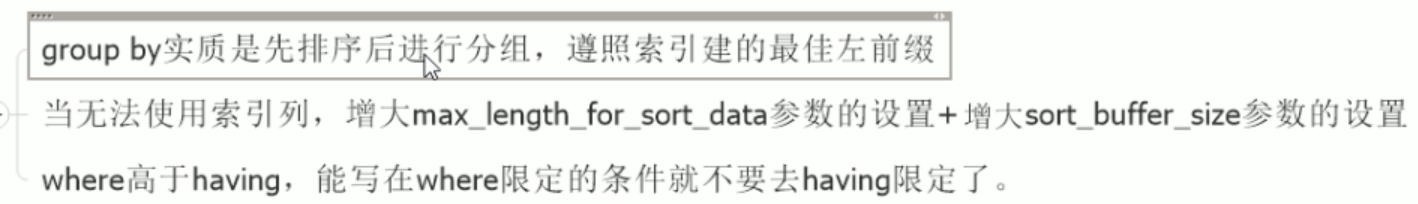 group by实质是先排序后进行分组，遵照索引建的最佳左前缀
当无法使用索引列，增大max_length_for_sort_data参数的设置+增大sort_buffer_size参数的设置
where高于having，能写在where限定的条件就不要去having限定了。